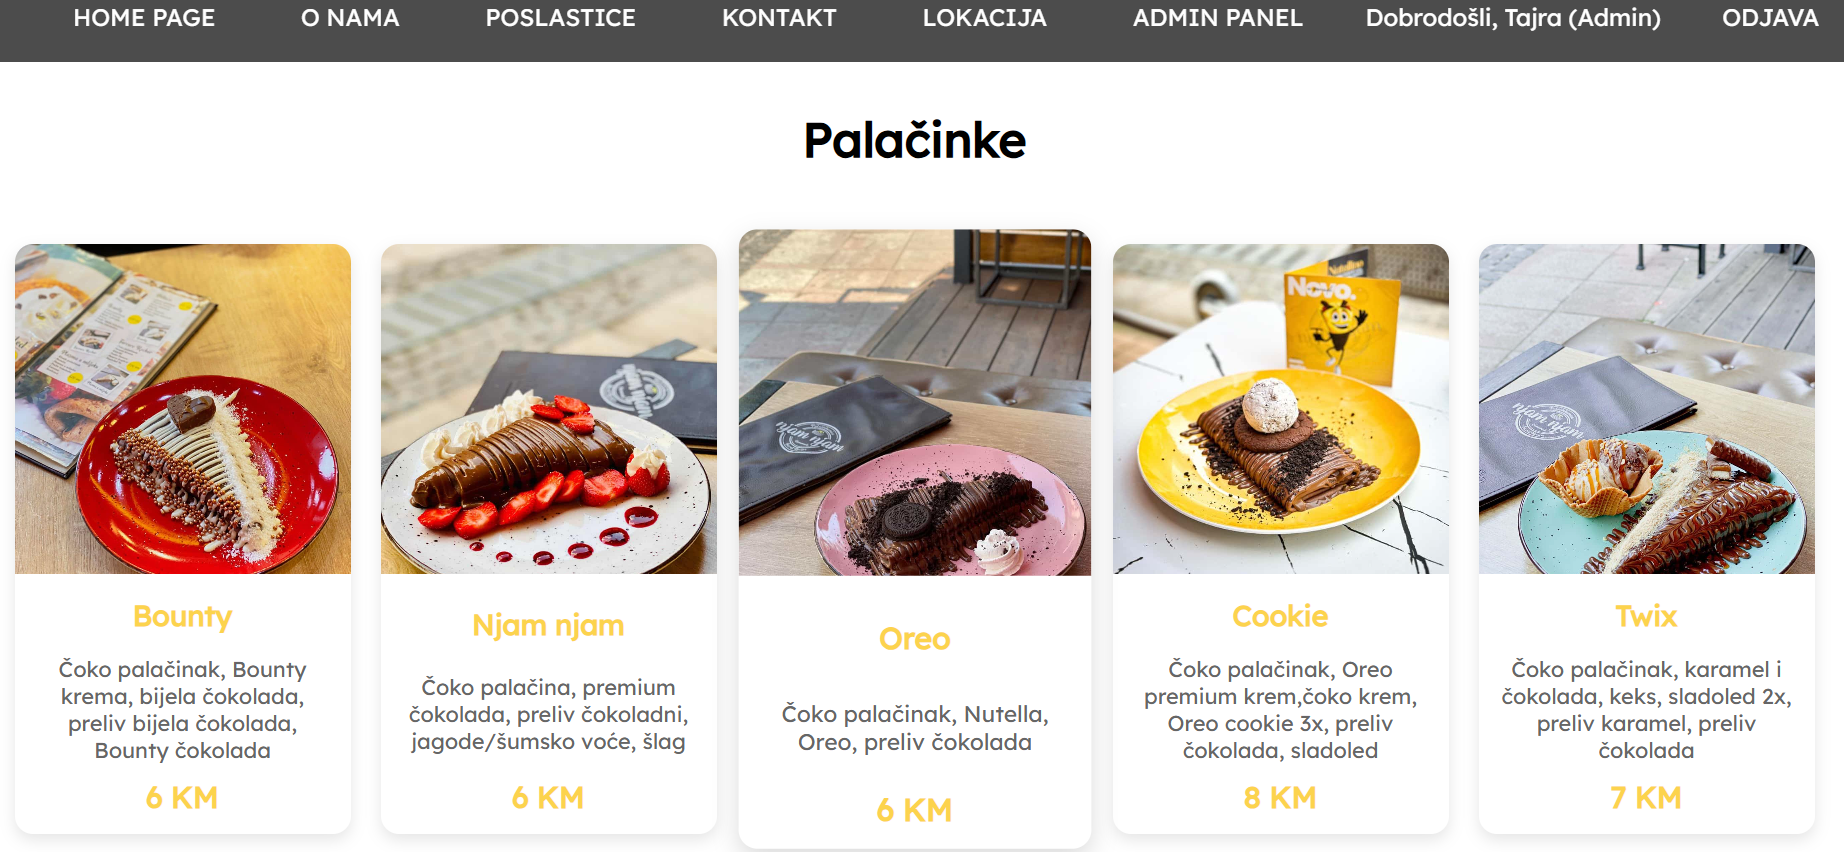 HOME PAGE O NAMA POSLASTICE KONTAKT LOKACIJA ADMIN PANEL Dobrodošli, Tajra (Admin) ODJAVA
Palačinke
Novo.
njam njam
Bounty
Čoko palačinak, Bounty
krema, bijela čokolada,
preliv bijela čokolada,
Bounty čokolada
6 KM
Njam njam
Čoko palačina, premium
čokolada, preliv čokoladni,
jagode/šumsko voće, šlag
6 KM
Oreo
Čoko palačinak, Nutella,
Oreo, preliv čokolada
6 KM
Cookie
Čoko palačinak, Oreo
premium krem,čoko krem,
Oreo cookie 3x, preliv
čokolada, sladoled
8 KM
Twix
Čoko palačinak, karamel i
čokolada, keks, sladoled 2x,
preliv karamel, preliv
čokolada
7 KM